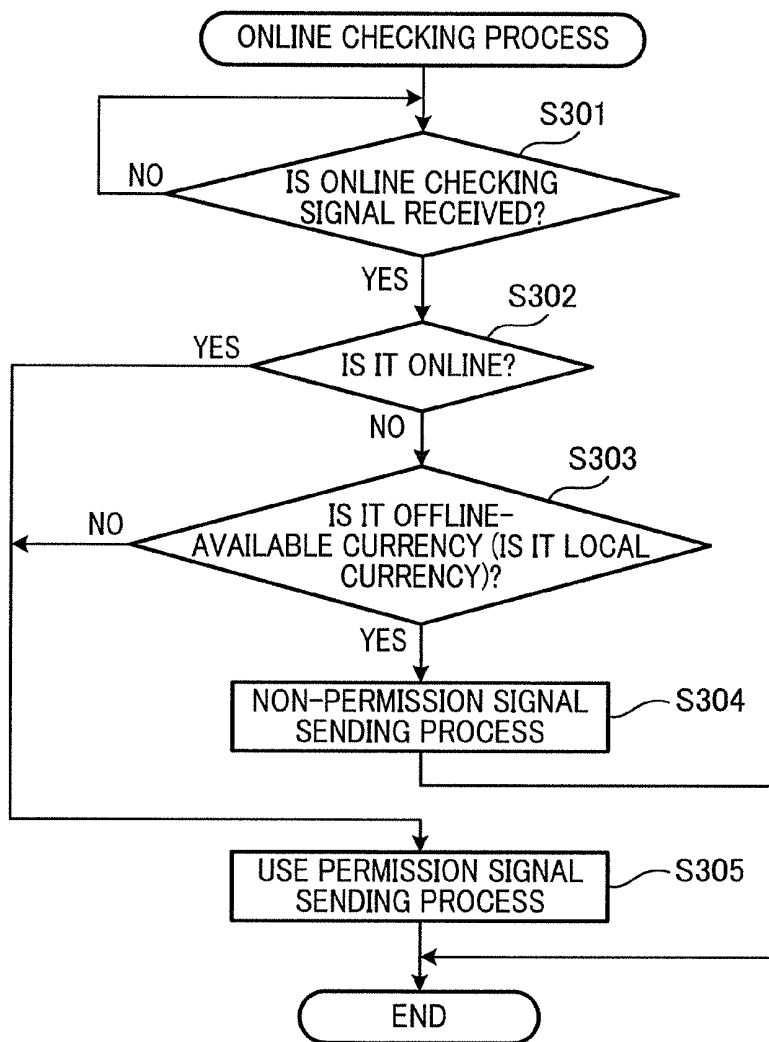 ONLINE CHECKING PROCESS
S301
NO
IS ONLINE CHECKING
SIGNAL RECEIVED?
YES
S302
YES
IS IT ONLINE?
NO
S303
NO
IS IT OFFLINE-
AVAILABLE CURRENCY (IS IT LOCAL
CURRENCY)?
YES
NON-PERMISSION SIGNAL
SENDING PROCESS
S304
USE PERMISSION SIGNAL
SENDING PROCESS
S305
END